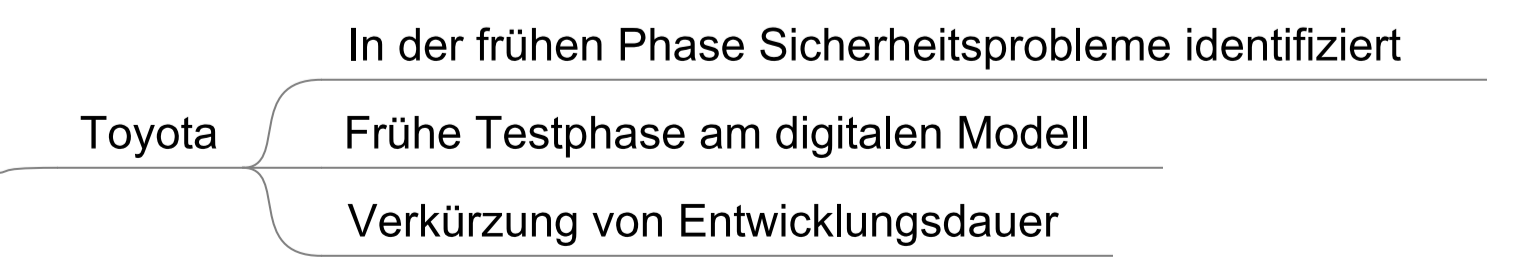 In der frühen Phase Sicherheitsprobleme identifiziert
Toyota
Frühe Testphase am digitalen Modell
Verkürzung von Entwicklungsdauer